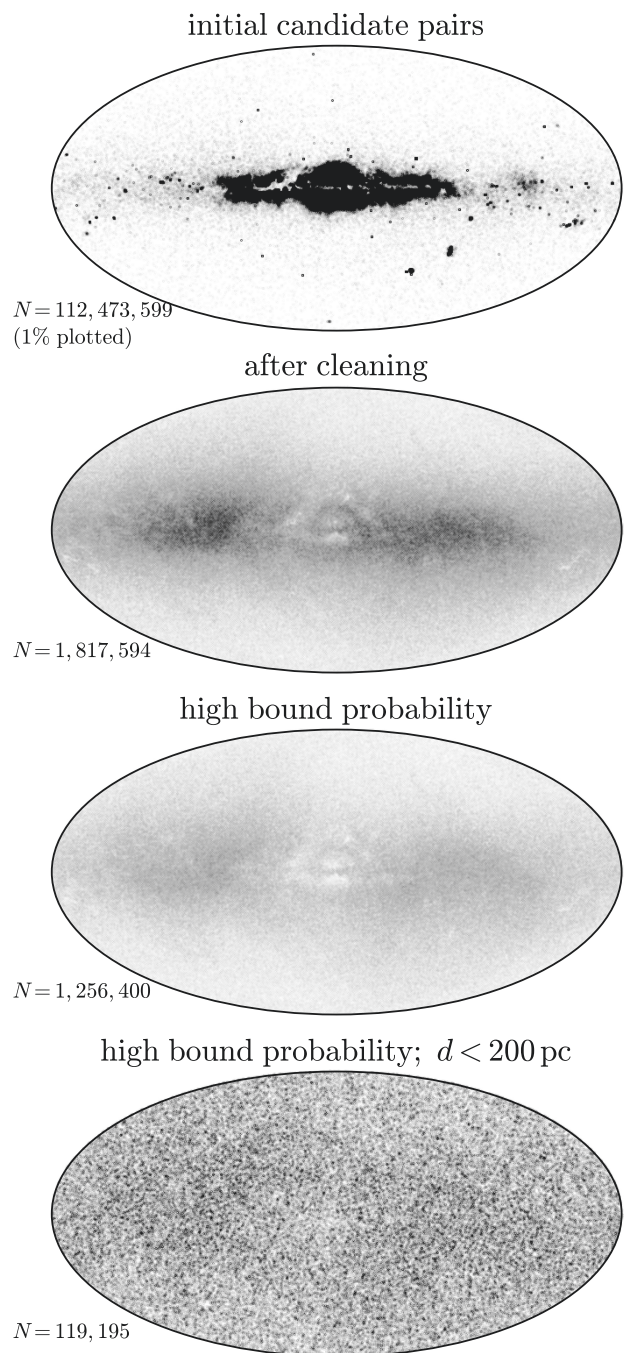 initial candidate pairs
N = 112, 473, 599
(1% plotted)
after cleaning
N = 1, 817, 594
high bound probability
N = 1, 256, 400
high bound probability; d < 200 pc
N = 119, 195